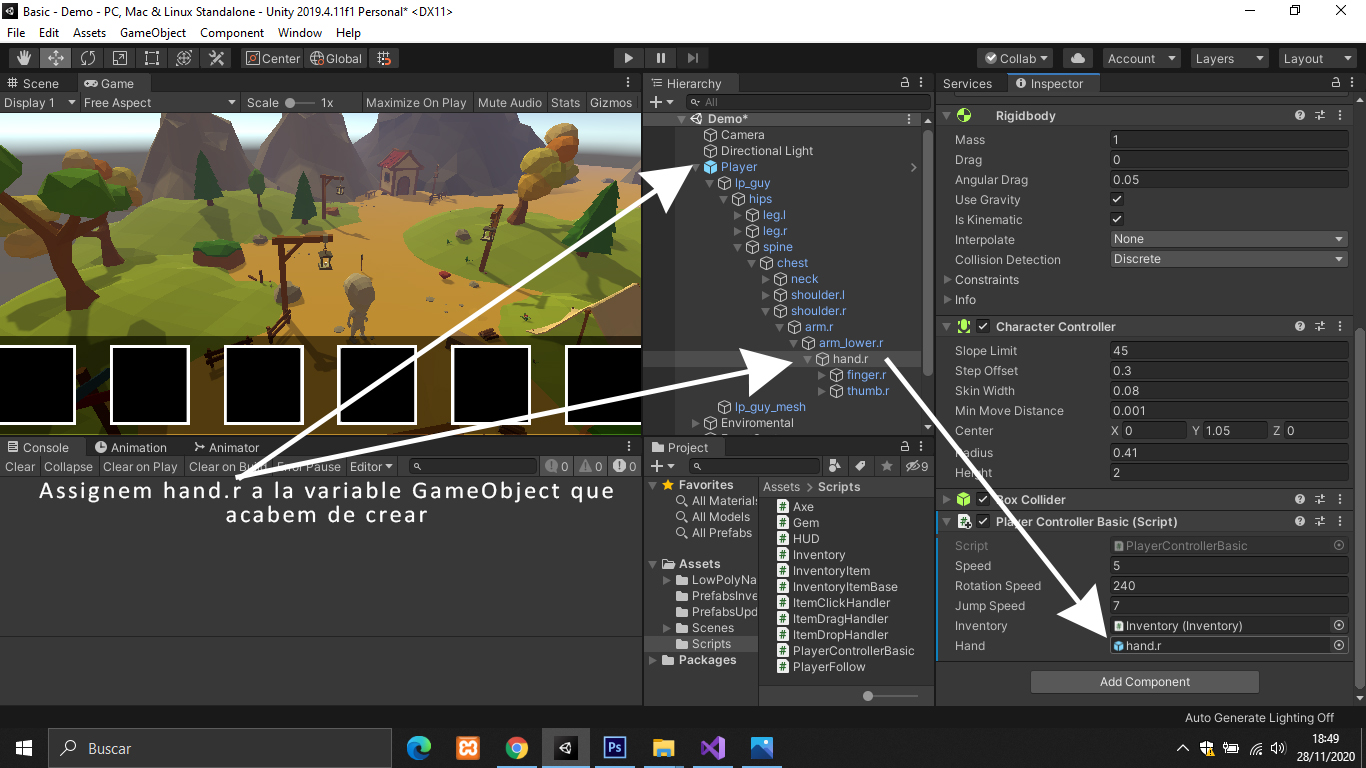 Basic - Demo - PC, Mac & Linux Standalone - Unity 2019.4.11f1 Personal* <DX11>
File Edit Assets GameObject Component Window Help
Center Global Collab Account Layers Layout
Scene Game
Display 1 Free Aspect Scale 1x Maximize On Play Mute Audio Stats Gizmos
Hierarchy
All
Demo*
Camera
Directional Light
Player
lp_guy
hips
leg.l
leg.r
spine
chest
neck
shoulder.l
shoulder.r
arm.r
arm_lower.r
hand.r
finger.r
thumb.r
lp_guy_mesh
Enviromental
Services Inspector
Rigidbody
Mass 1
Drag 0
Angular Drag 0.05
Use Gravity
Is Kinematic
Interpolate None
Collision Detection Discrete
Constraints
Info
Character Controller
Slope Limit 45
Step Offset 0.3
Skin Width 0.08
Min Move Distance 0.001
Center X 0 Y 1.05 Z 0
Radius 0.41
Height 2
Box Collider
Player Controller Basic (Script)
Script PlayerControllerBasic
Speed 5
Rotation Speed 240
Jump Speed 7
Inventory Inventory (Inventory)
Hand hand.r
Add Component
Console Animation Animator
Clear Collapse Clear on Play Clear on Build Error Pause Editor 0 0 0
Assignem hand.r a la variable GameObject que
acabem de crear
Project
9
Favorites
All Materials
All Models
All Prefabs
Assets
LowPolyNa
PrefabsInve
PrefabsUpd
Scenes
Scripts
Packages
Assets > Scripts
Axe
Gem
HUD
Inventory
InventoryItem
InventoryItemBase
ItemClickHandler
ItemDragHandler
ItemDropHandler
PlayerControllerBasic
PlayerFollow
Auto Generate Lighting Off
Buscar
Ps
18:49
28/11/2020